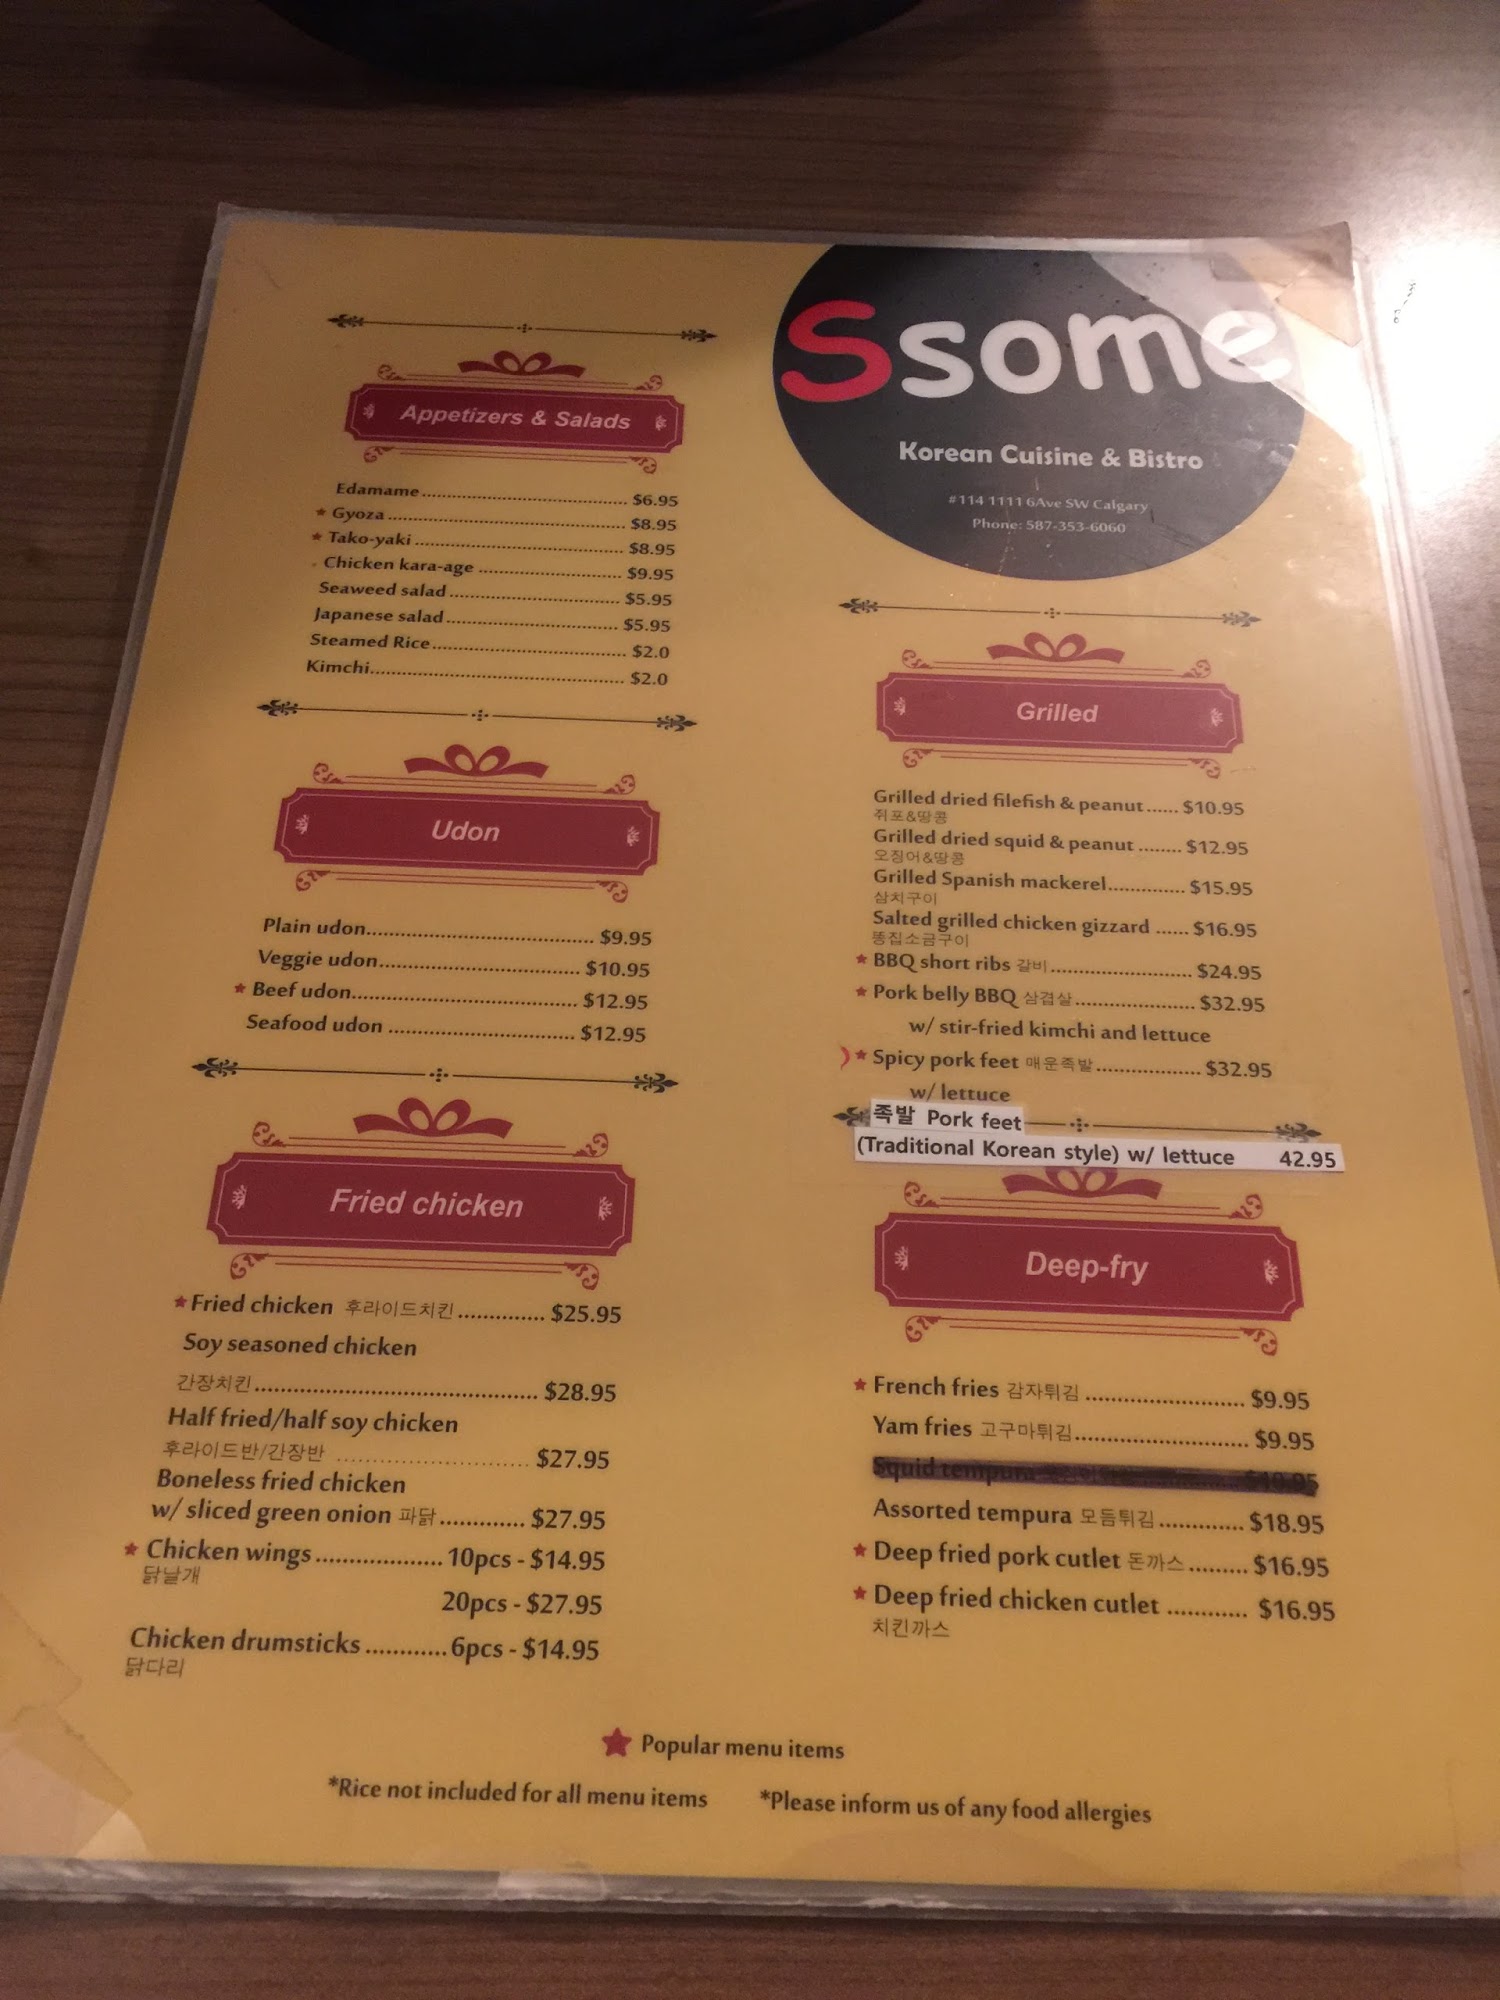 Ssome
Korean Cuisine & Bistro
#114 1111 6Ave SW Calgary
Phone: 587-353-6060
Appetizers & Salads
Edamame........ $6.95
★ Gyoza........ $8.95
★ Tako-yaki........ $8.95
Chicken kara-age........ $9.95
Seaweed salad........ $5.95
Japanese salad........ $5.95
Steamed Rice........ $2.0
Kimchi........ $2.0
Udon
Plain udon........ $9.95
Veggie udon........ $10.95
★ Beef udon........ $12.95
Seafood udon........ $12.95
Fried chicken
★ Fried chicken 후라이드치킨........ $25.95
Soy seasoned chicken
간장치킨........ $28.95
Half fried/half soy chicken
후라이드반/간장반........ $27.95
Boneless fried chicken
w/ sliced green onion 파닭........ $27.95
★ Chicken wings........ 10pcs - $14.95
닭날개
20pcs - $27.95
Chicken drumsticks........ 6pcs - $14.95
닭다리
Grilled
Grilled dried filefish & peanut...... $10.95
쥐포&땅콩
Grilled dried squid & peanut........ $12.95
오징어&땅콩
Grilled Spanish mackerel........ $15.95
삼치구이
Salted grilled chicken gizzard...... $16.95
똥집소금구이
★ BBQ short ribs 갈비........ $24.95
★ Pork belly BBQ 삼겹살........ $32.95
w/ stir-fried kimchi and lettuce
★ Spicy pork feet 매운족발........ $32.95
w/ lettuce
족발 Pork feet
(Traditional Korean style) w/ lettuce 42.95
Deep-fry
★ French fries 감자튀김........ $9.95
Yam fries 고구마튀김........ $9.95
Squid tempura
Assorted tempura 모듬튀김........ $18.95
★ Deep fried pork cutlet 돈까스........ $16.95
★ Deep fried chicken cutlet........ $16.95
치킨까스
★ Popular menu items
*Rice not included for all menu items *Please inform us of any food allergies